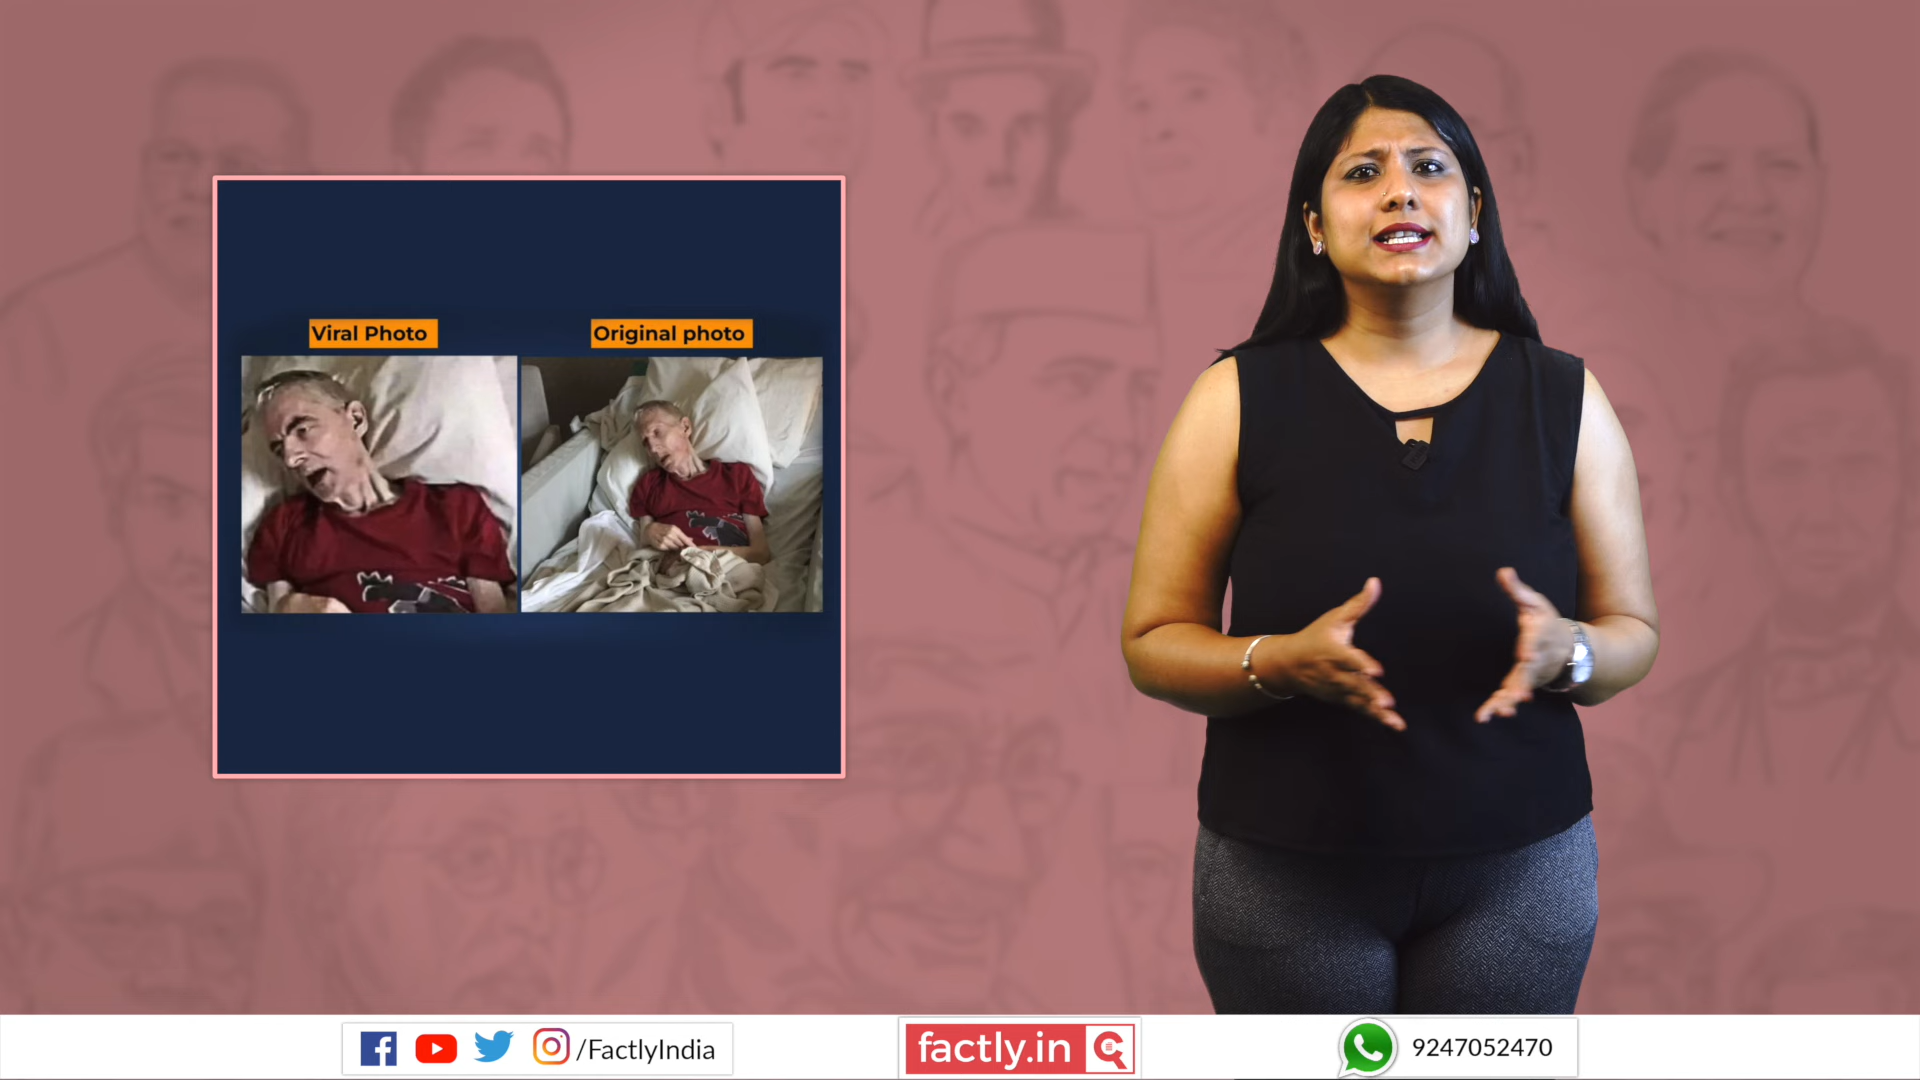 Viral Photo
Original photo
/FactlyIndia
factly.in
9247052470